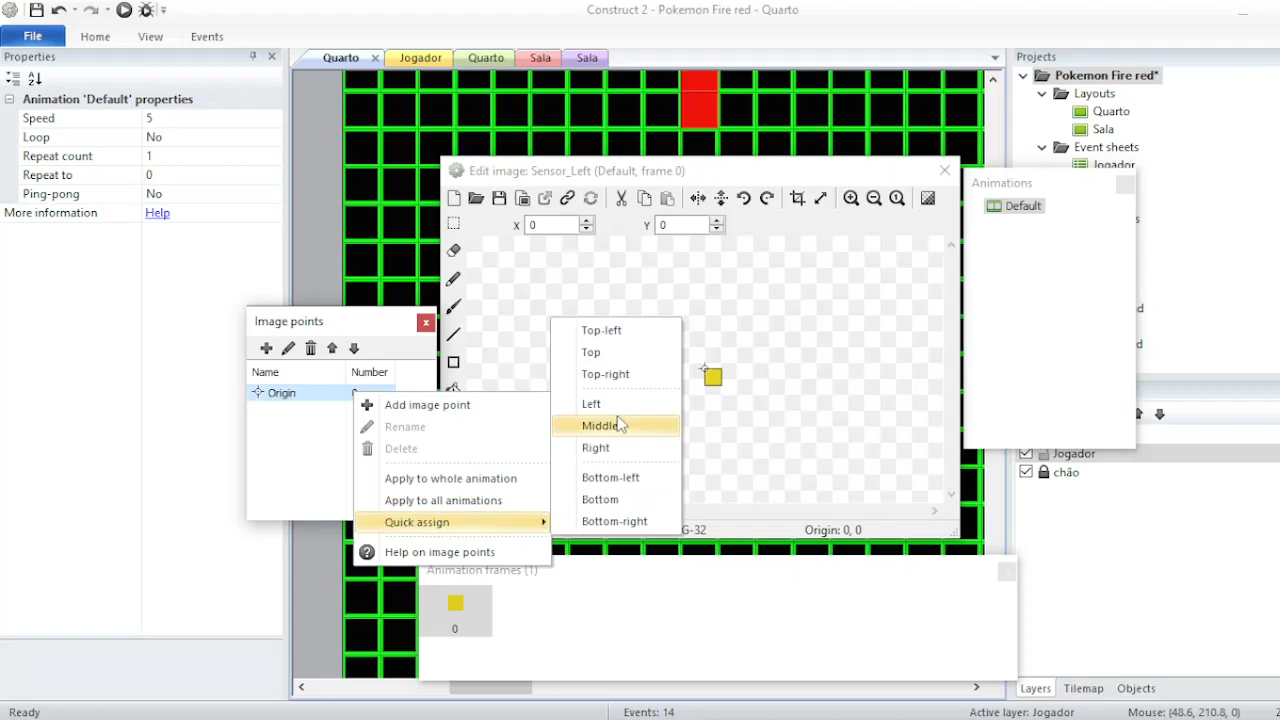 Construct 2 - Pokemon Fire red - Quarto
File
Home
View
Events
Properties
Animation 'Default' properties
Speed 5
Loop No
Repeat count 1
Repeat to 0
Ping-pong No
More information Help
Quarto
Jogador
Quarto
Sala
Sala
Projects
Pokemon Fire red*
Layouts
Quarto
Sala
Event sheets
Jogador
Edit image: Sensor_Left (Default, frame 0)
X 0
Y 0
Animations
Default
Image points
Name Number
Origin
Add image point
Rename
Delete
Apply to whole animation
Apply to all animations
Quick assign
Help on image points
Top-left
Top
Top-right
Left
Middle
Right
Bottom-left
Bottom
Bottom-right
G-32
Origin: 0, 0
Animation frames (1)
0
Jogador
chão
Layers
Tilemap
Objects
Ready
Events: 14
Active layer: Jogador
Mouse: (48.6, 210.8, 0)